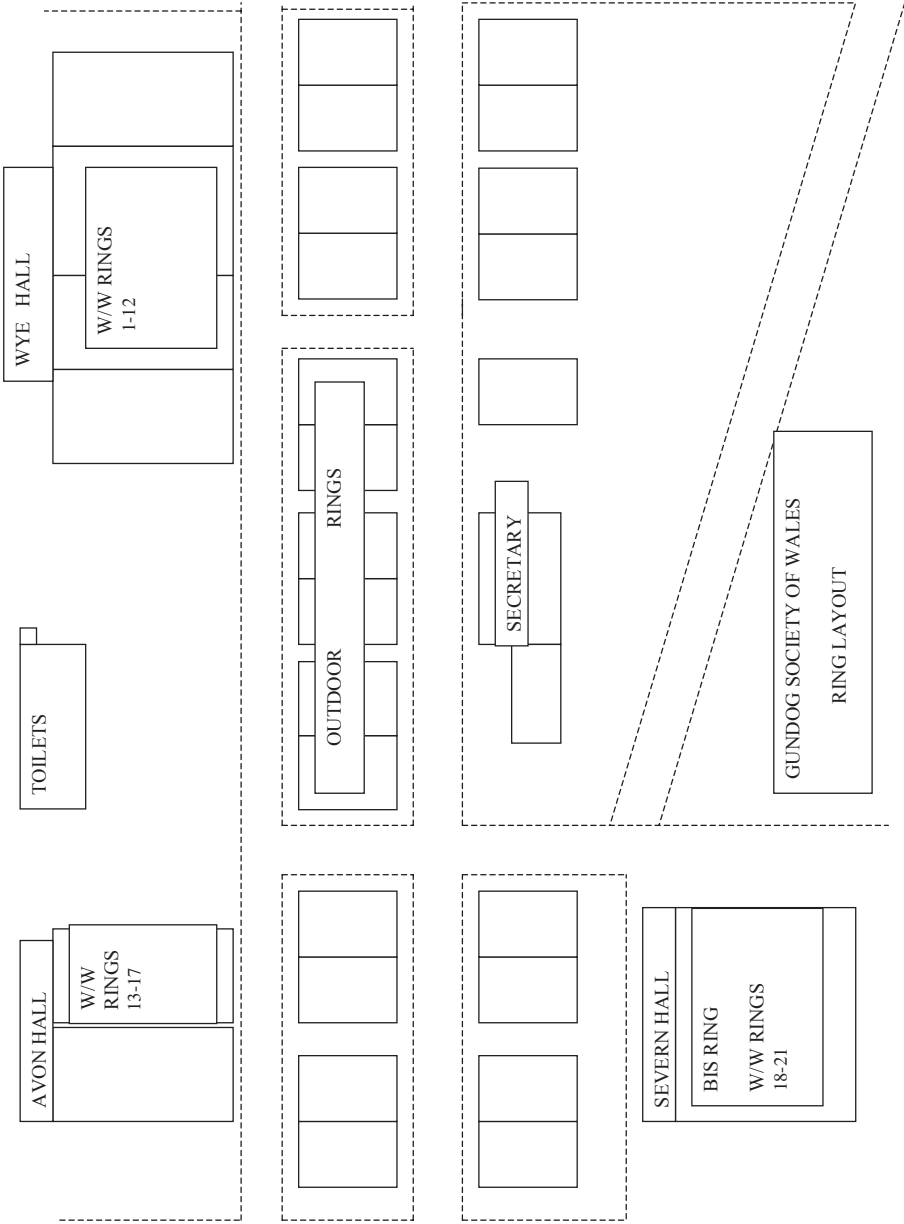 AVON HALL
W/W
RINGS
13-17
TOILETS
WYE HALL
W/W RINGS
1-12
OUTDOOR RINGS
SECRETARY
SEVERN HALL
BIS RING
W/W RINGS
18-21
GUNDOG SOCIETY OF WALES
RING LAYOUT